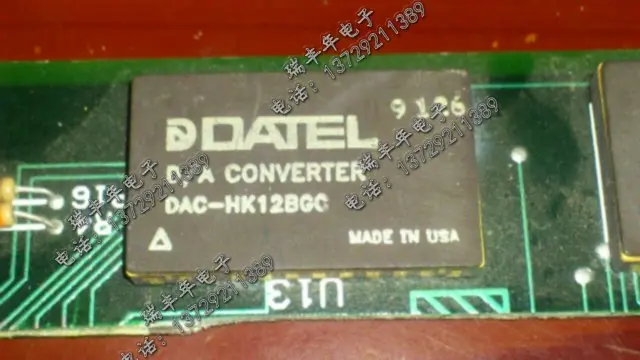 DATEL
9126
D/A CONVERTER
DAC-HK12BGC
MADE IN USA
U13
R16
瑞丰年电子
电话：13729211389
瑞丰年电子
电话：13729211389
瑞丰年电子
电话：13729211389
瑞丰年电子
电话：13729211389